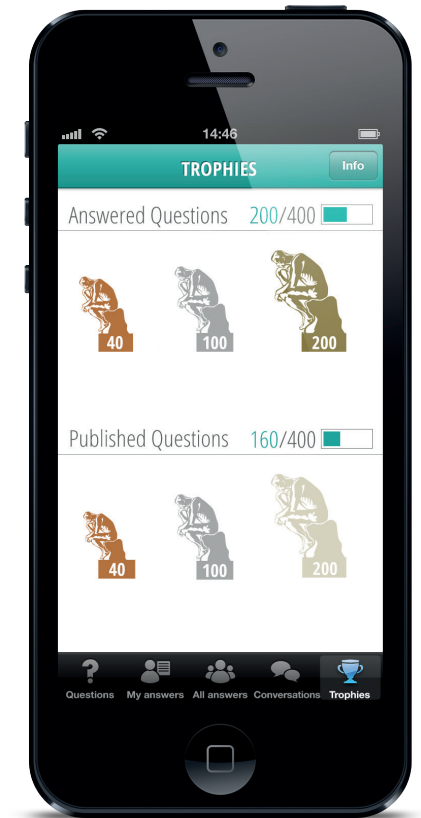 14:46
TROPHIES Info
Answered Questions 200/400
40 100 200
Published Questions 160/400
40 100 200
Questions My answers All answers Conversations Trophies